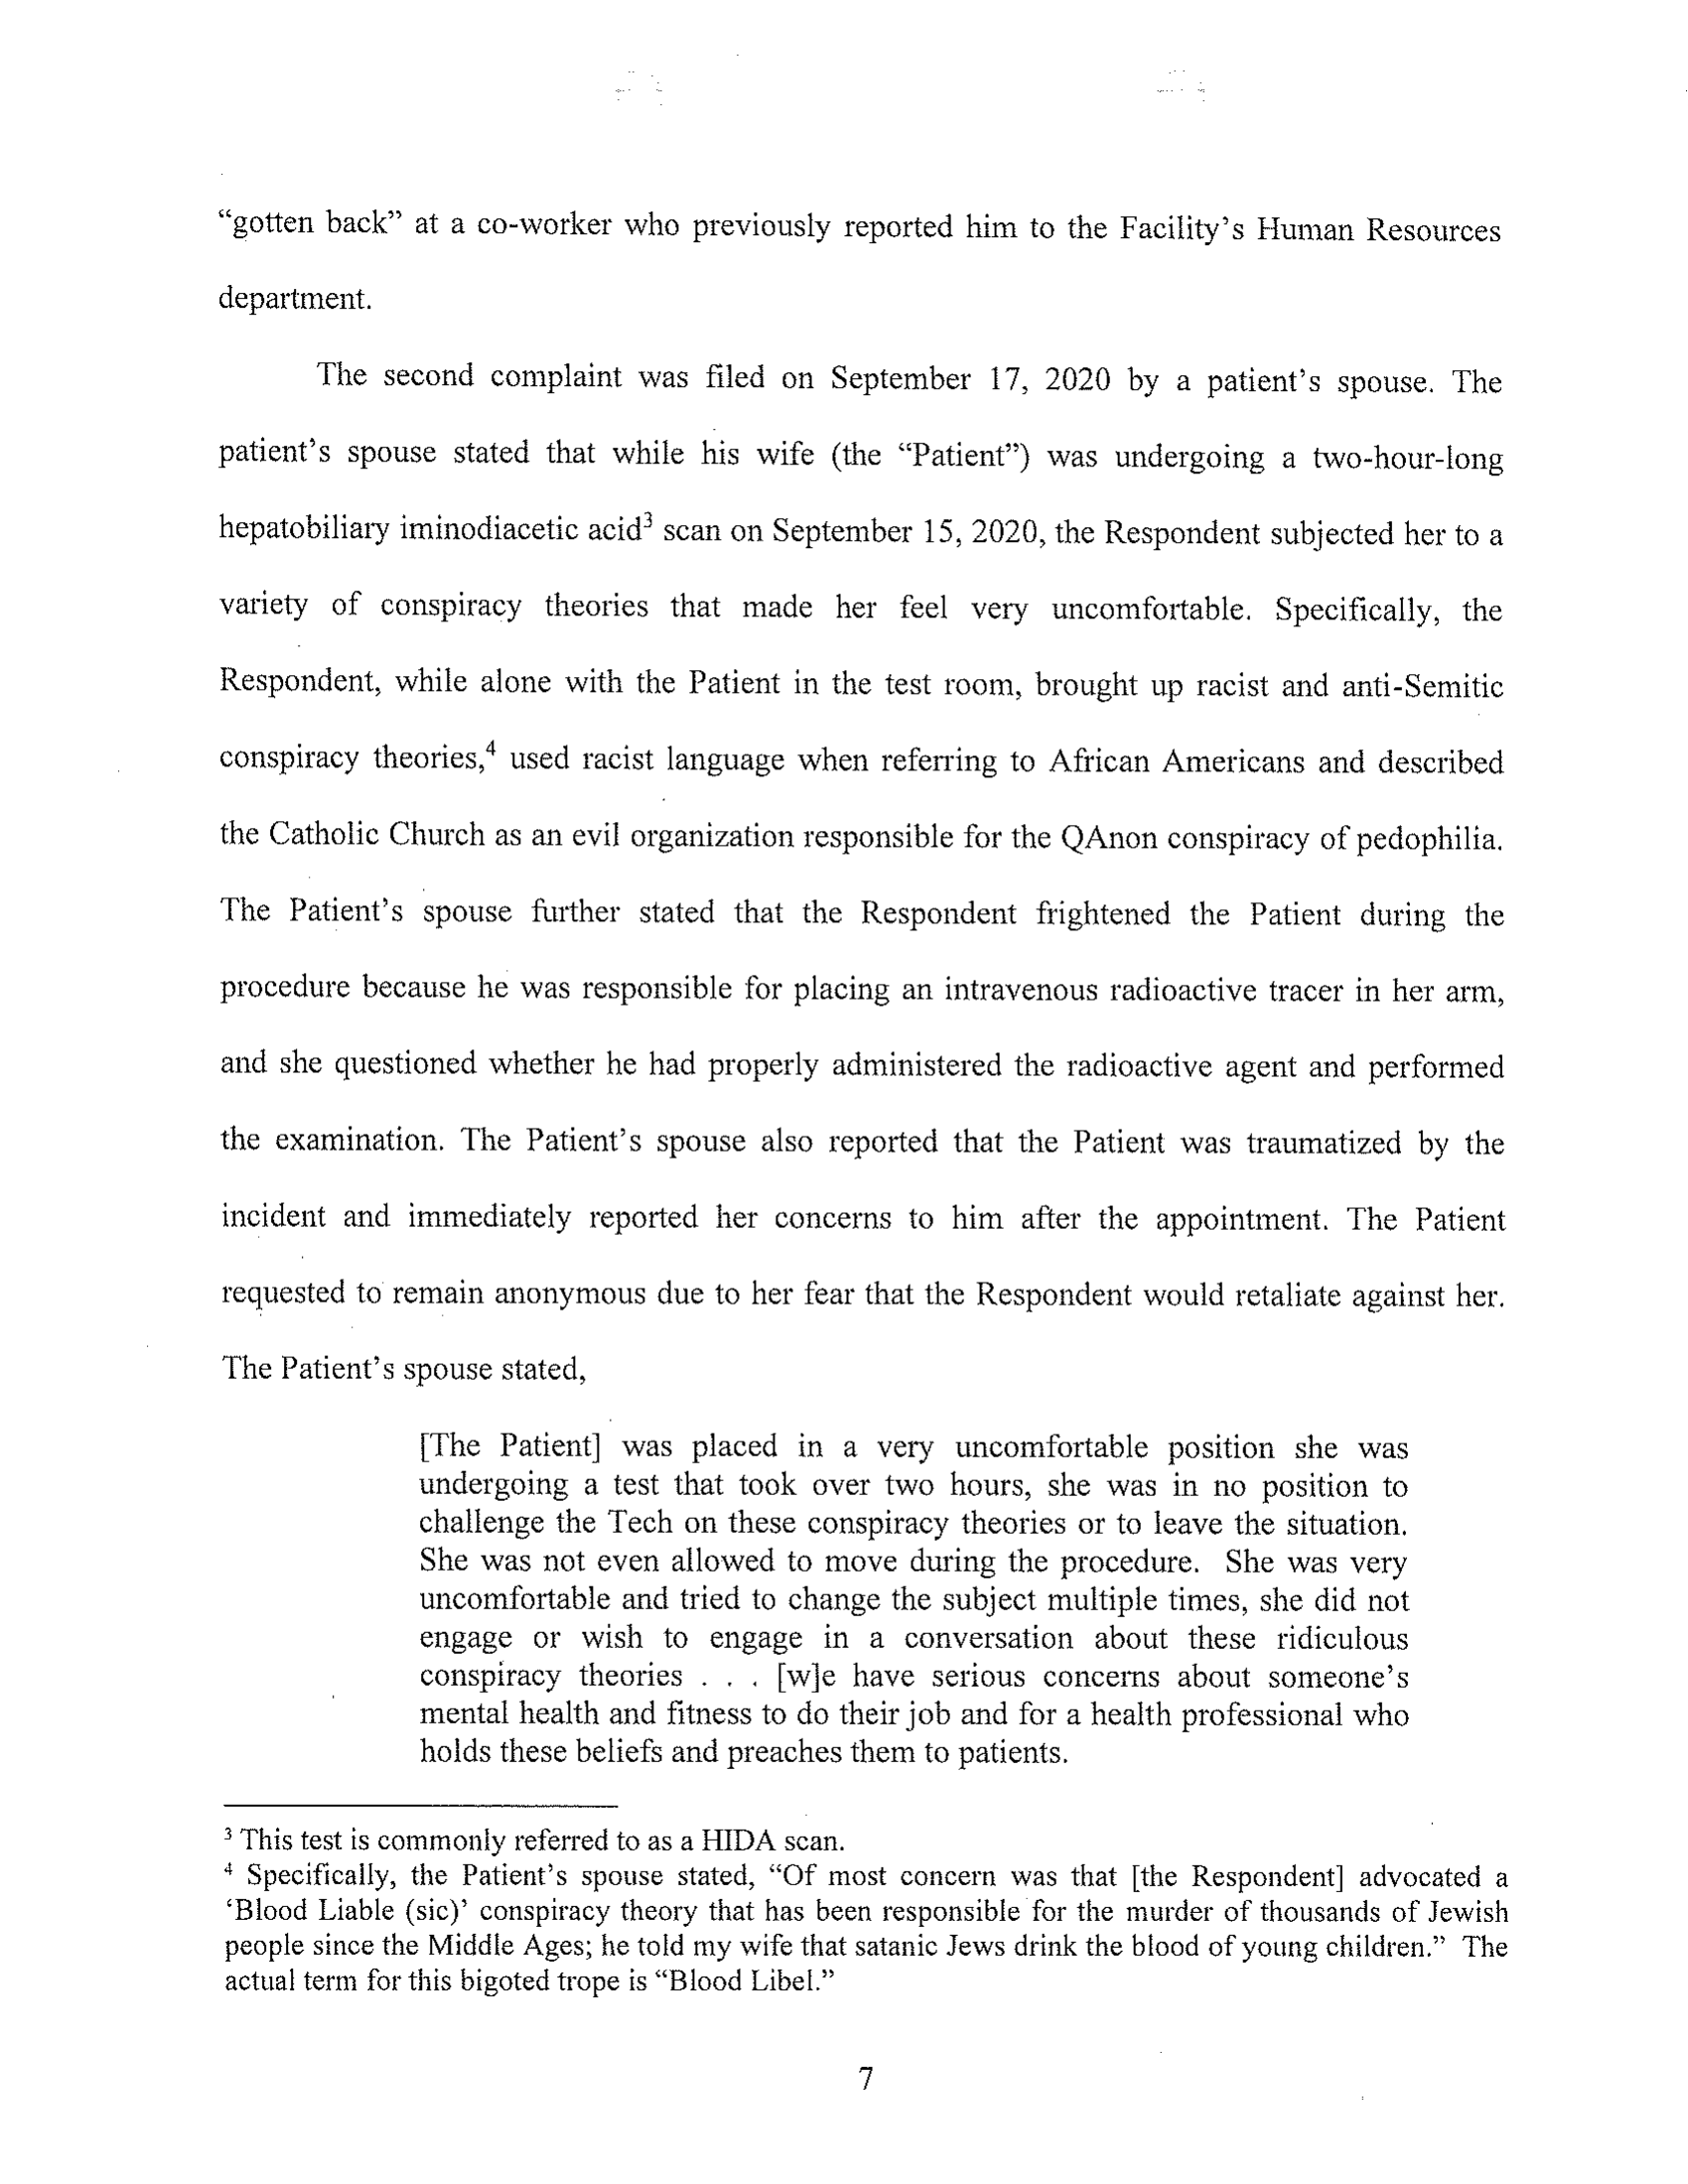 “gotten back” at a co-worker who previously reported him to the Facility’s Human Resources
department.
The second complaint was filed on September 17, 2020 by a patient’s spouse. The
patient’s spouse stated that while his wife (the “Patient”) was undergoing a two-hour-long
hepatobiliary iminodiacetic acid³ scan on September 15, 2020, the Respondent subjected her to a
variety of conspiracy theories that made her feel very uncomfortable. Specifically, the
Respondent, while alone with the Patient in the test room, brought up racist and anti-Semitic
conspiracy theories,⁴ used racist language when referring to African Americans and described
the Catholic Church as an evil organization responsible for the QAnon conspiracy of pedophilia.
The Patient’s spouse further stated that the Respondent frightened the Patient during the
procedure because he was responsible for placing an intravenous radioactive tracer in her arm,
and she questioned whether he had properly administered the radioactive agent and performed
the examination. The Patient’s spouse also reported that the Patient was traumatized by the
incident and immediately reported her concerns to him after the appointment. The Patient
requested to remain anonymous due to her fear that the Respondent would retaliate against her.
The Patient’s spouse stated,
[The Patient] was placed in a very uncomfortable position she was
undergoing a test that took over two hours, she was in no position to
challenge the Tech on these conspiracy theories or to leave the situation.
She was not even allowed to move during the procedure. She was very
uncomfortable and tried to change the subject multiple times, she did not
engage or wish to engage in a conversation about these ridiculous
conspiracy theories . . . [w]e have serious concerns about someone’s
mental health and fitness to do their job and for a health professional who
holds these beliefs and preaches them to patients.
³ This test is commonly referred to as a HIDA scan.
⁴ Specifically, the Patient’s spouse stated, “Of most concern was that [the Respondent] advocated a
‘Blood Liable (sic)’ conspiracy theory that has been responsible for the murder of thousands of Jewish
people since the Middle Ages; he told my wife that satanic Jews drink the blood of young children.” The
actual term for this bigoted trope is “Blood Libel.”
7